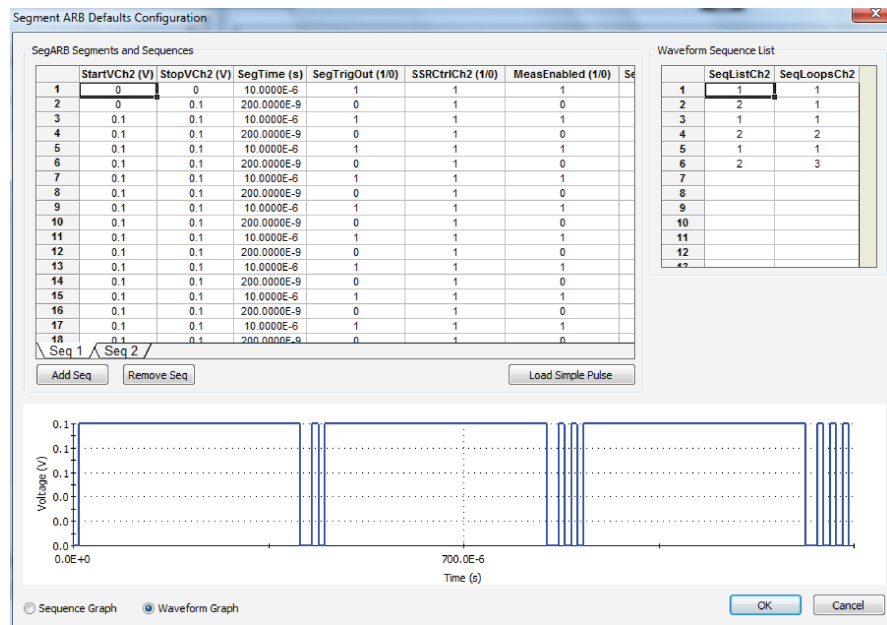 Segment ARB Defaults Configuration
SegARB Segments and Sequences
StartVCh2 (V) StopVCh2 (V) SegTime (s) SegTrigOut (1/0) SSRCtrlCh2 (1/0) MeasEnabled (1/0) Se
1 0 0 10.0000E-6 1 1 1
2 0 0.1 200.0000E-9 0 1 0
3 0.1 0.1 10.0000E-6 1 1 1
4 0.1 0.1 200.0000E-9 0 1 0
5 0.1 0.1 10.0000E-6 1 1 1
6 0.1 0.1 200.0000E-9 0 1 0
7 0.1 0.1 10.0000E-6 1 1 1
8 0.1 0.1 200.0000E-9 0 1 0
9 0.1 0.1 10.0000E-6 1 1 1
10 0.1 0.1 200.0000E-9 0 1 0
11 0.1 0.1 10.0000E-6 1 1 1
12 0.1 0.1 200.0000E-9 0 1 0
13 0.1 0.1 10.0000E-6 1 1 1
14 0.1 0.1 200.0000E-9 0 1 0
15 0.1 0.1 10.0000E-6 1 1 1
16 0.1 0.1 200.0000E-9 0 1 0
17 0.1 0.1 10.0000E-6 1 1 1
18 0.1 0.1 200.0000E-9 0 1 0
Seq 1 Seq 2
Add Seq Remove Seq Load Simple Pulse
Waveform Sequence List
SeqListCh2 SeqLoopsCh2
1 1 1
2 2 1
3 1 1
4 2 2
5 1 1
6 2 3
7
8
9
10
11
12
13
0.1
0.1
0.1
0.0
0.0
0.0
Voltage (V)
0.0E+0 700.0E-6
Time (s)
Sequence Graph Waveform Graph OK Cancel